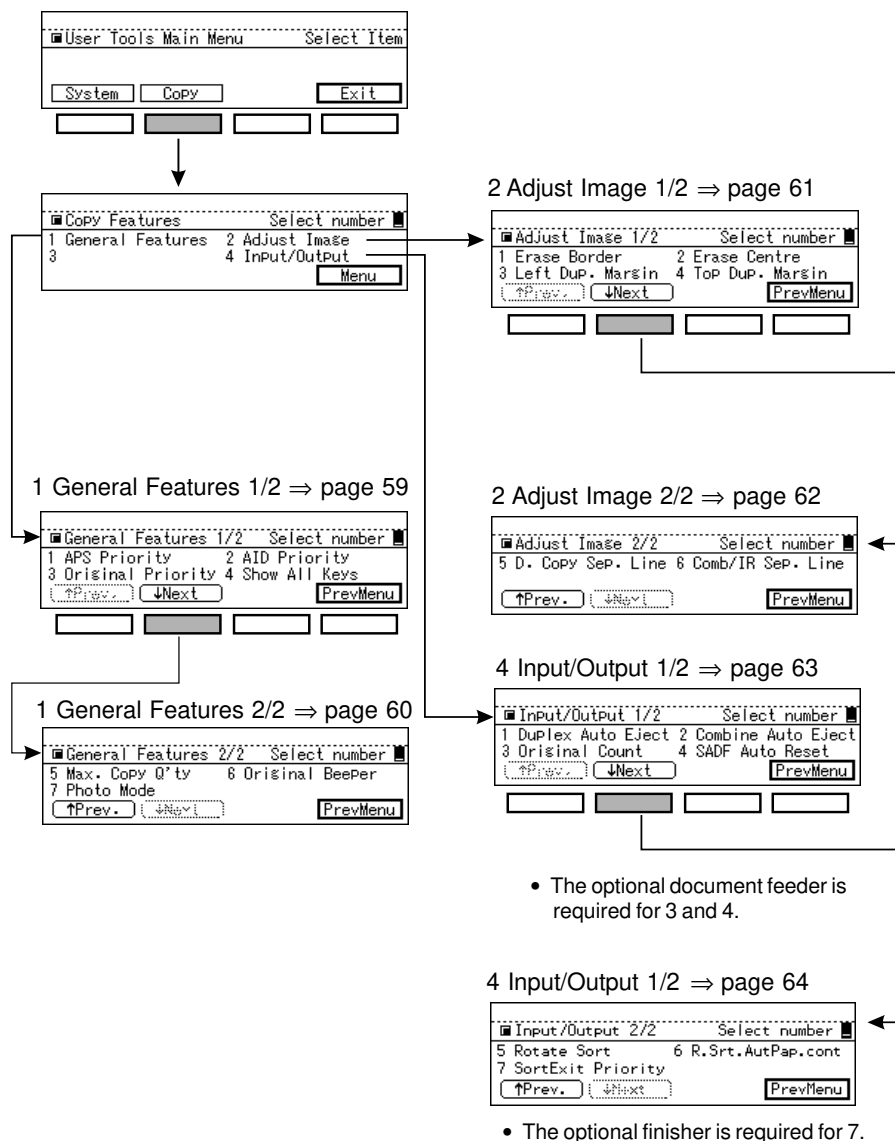 ▣User Tools Main Menu Select Item
System Copy Exit
▣Copy Features Select number
1 General Features 2 Adjust Image
3 4 Input/Output
Menu
1 General Features 1/2 ⇒ page 59
▣General Features 1/2 Select number
1 APS Priority 2 AID Priority
3 Original Priority 4 Show All Keys
↑Prev. ↓Next PrevMenu
1 General Features 2/2 ⇒ page 60
▣General Features 2/2 Select number
5 Max. Copy Q'ty 6 Original Beeper
7 Photo Mode
↑Prev. ↓Next PrevMenu
2 Adjust Image 1/2 ⇒ page 61
▣Adjust Image 1/2 Select number
1 Erase Border 2 Erase Centre
3 Left Dup. Margin 4 Top Dup. Margin
↑Prev. ↓Next PrevMenu
2 Adjust Image 2/2 ⇒ page 62
▣Adjust Image 2/2 Select number
5 D. Copy Sep. Line 6 Comb/IR Sep. Line
↑Prev. ↓Next PrevMenu
4 Input/Output 1/2 ⇒ page 63
▣Input/Output 1/2 Select number
1 Duplex Auto Eject 2 Combine Auto Eject
3 Original Count 4 SADF Auto Reset
↑Prev. ↓Next PrevMenu
• The optional document feeder is
required for 3 and 4.
4 Input/Output 1/2 ⇒ page 64
▣Input/Output 2/2 Select number
5 Rotate Sort 6 R.Srt.AutPap.cont
7 SortExit Priority
↑Prev. ↓Next PrevMenu
• The optional finisher is required for 7.